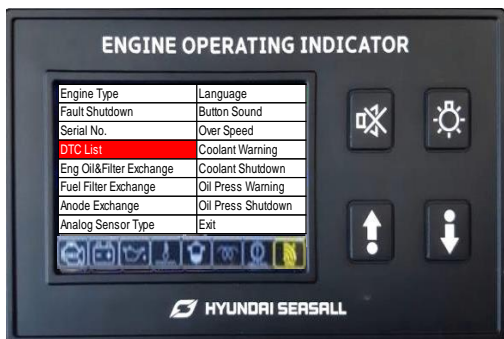 ENGINE OPERATING INDICATOR
Engine Type Language
Fault Shutdown Button Sound
Serial No. Over Speed
DTC List Coolant Warning
Eng Oil&Filter Exchange Coolant Shutdown
Fuel Filter Exchange Oil Press Warning
Anode Exchange Oil Press Shutdown
Analog Sensor Type Exit
HYUNDAI SEASALL